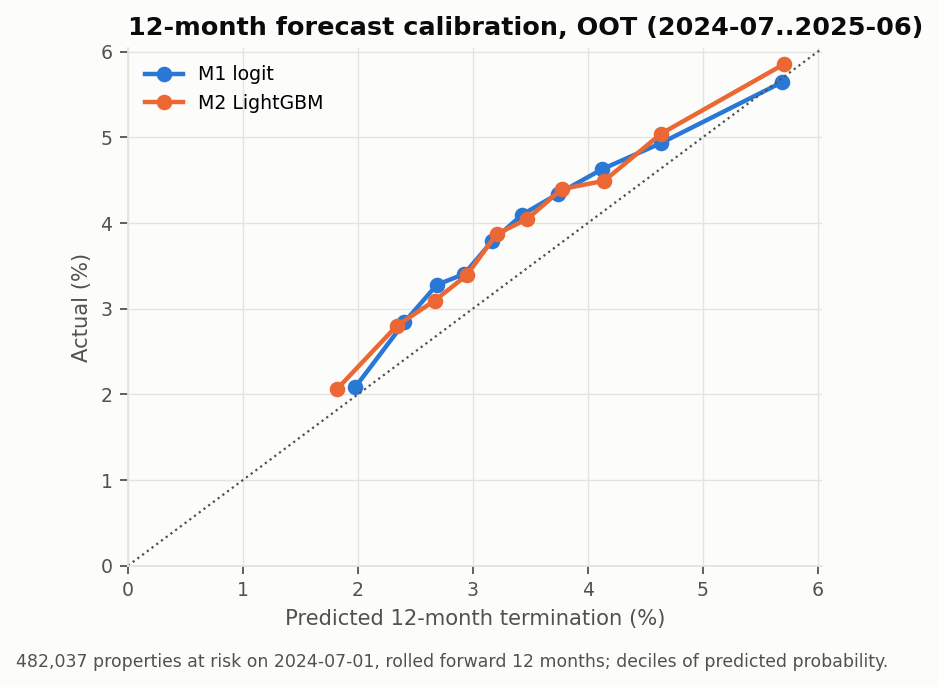 12-month forecast calibration, OOT (2024-07..2025-06)
M1 logit
M2 LightGBM
6
5
4
3
2
1
0
Actual (%)
0 1 2 3 4 5 6
Predicted 12-month termination (%)
482,037 properties at risk on 2024-07-01, rolled forward 12 months; deciles of predicted probability.